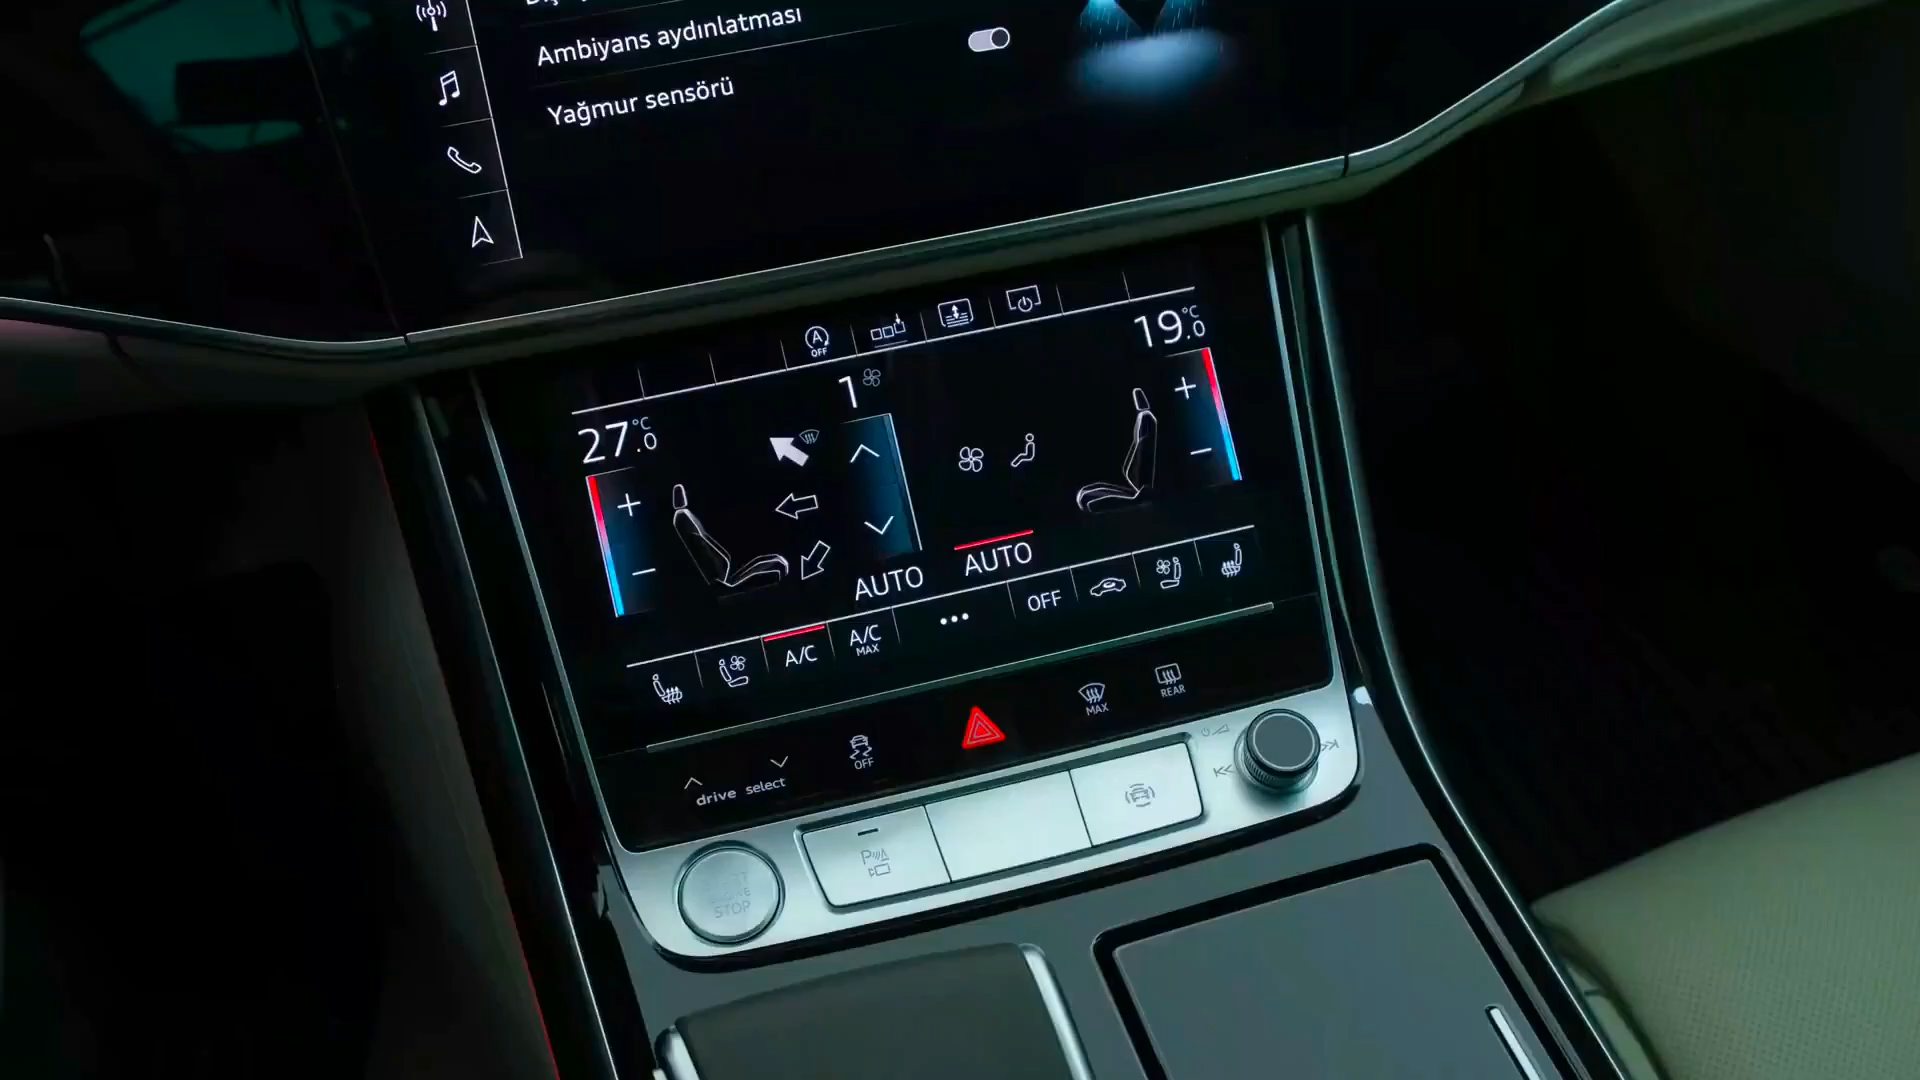 Ambiyans aydınlatması
Yağmur sensörü
A
OFF
19.0 °C
1
27.0 °C
AUTO
AUTO
A/C
A/C
MAX
OFF
MAX
REAR
OFF
drive select
P
STOP